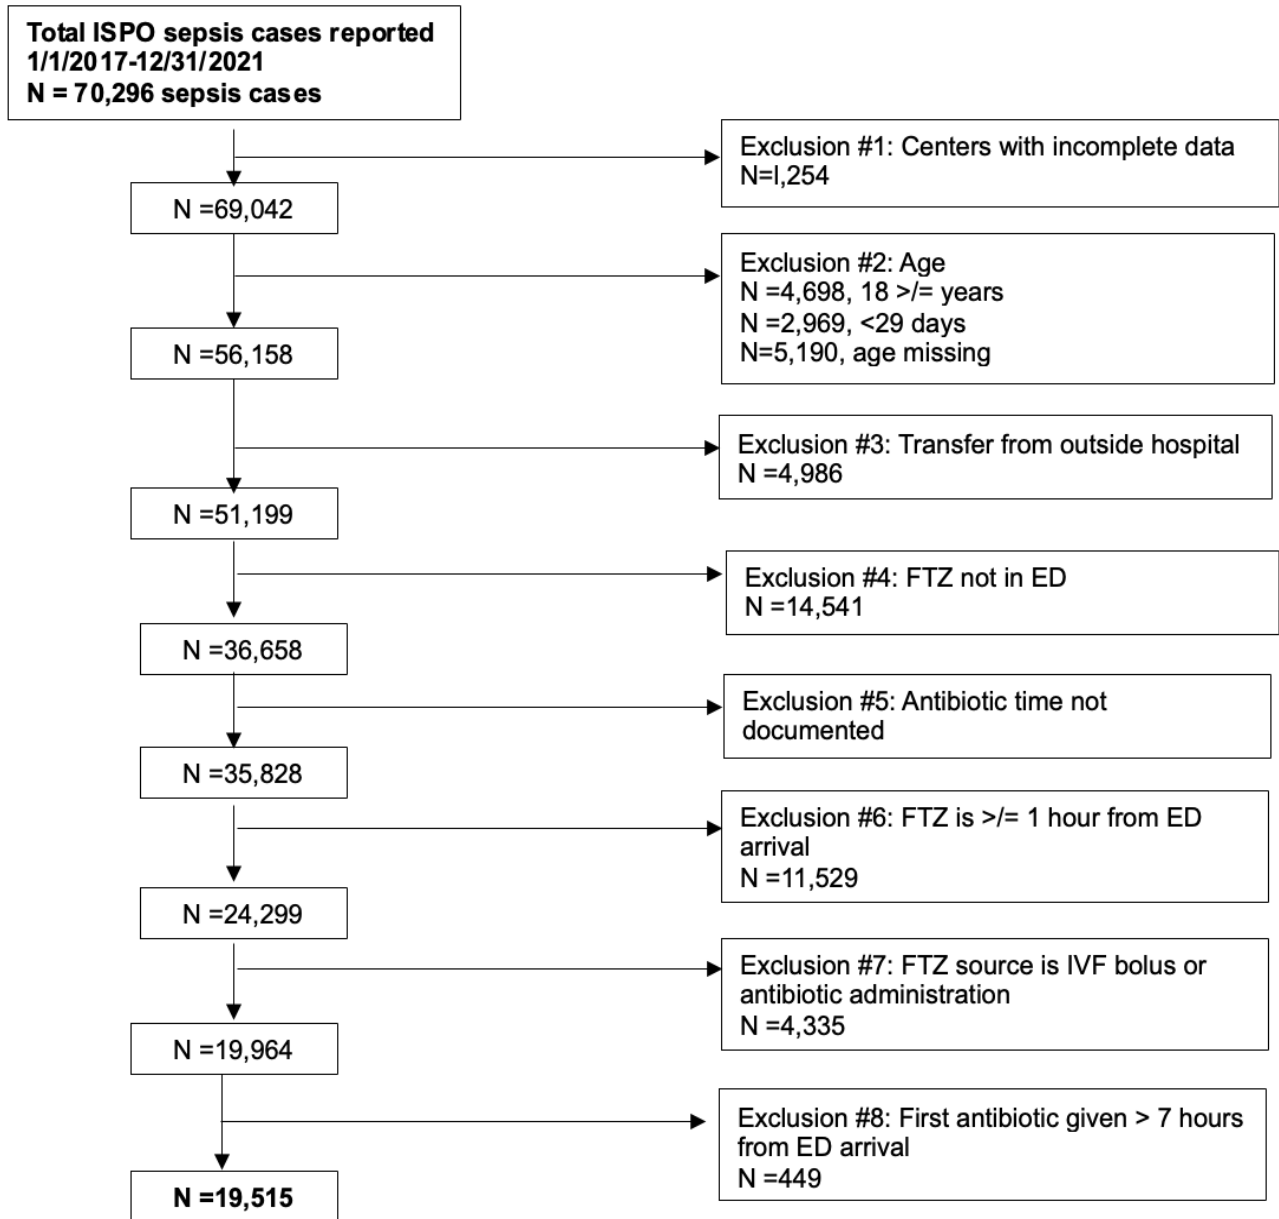 Total ISPO sepsis cases reported
1/1/2017-12/31/2021
N = 70,296 sepsis cases
Exclusion #1: Centers with incomplete data
N=l,254
N =69,042
Exclusion #2: Age
N =4,698, 18 >/= years
N =2,969, <29 days
N=5,190, age missing
N =56,158
Exclusion #3: Transfer from outside hospital
N =4,986
N =51,199
Exclusion #4: FTZ not in ED
N =14,541
N =36,658
Exclusion #5: Antibiotic time not
documented
N =35,828
Exclusion #6: FTZ is >/= 1 hour from ED
arrival
N =11,529
N =24,299
Exclusion #7: FTZ source is IVF bolus or
antibiotic administration
N =4,335
N =19,964
Exclusion #8: First antibiotic given > 7 hours
from ED arrival
N =449
N =19,515